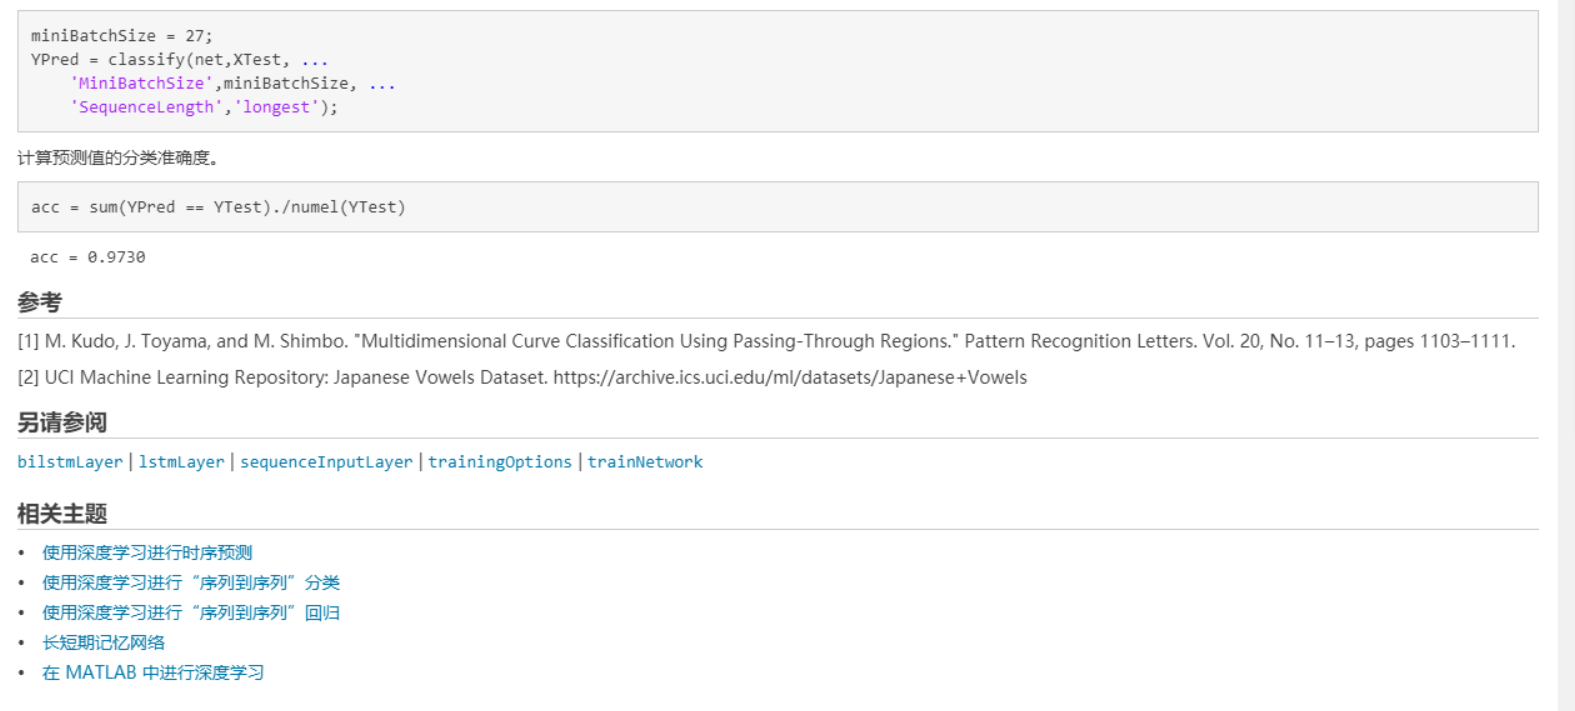 miniBatchSize = 27;
YPred = classify(net,XTest, ...
    'MiniBatchSize',miniBatchSize, ...
    'SequenceLength','longest');
计算预测值的分类准确度。
acc = sum(YPred == YTest)./numel(YTest)
acc = 0.9730
参考
[1] M. Kudo, J. Toyama, and M. Shimbo. "Multidimensional Curve Classification Using Passing-Through Regions." Pattern Recognition Letters. Vol. 20, No. 11–13, pages 1103–1111.
[2] UCI Machine Learning Repository: Japanese Vowels Dataset. https://archive.ics.uci.edu/ml/datasets/Japanese+Vowels
另请参阅
bilstmLayer | lstmLayer | sequenceInputLayer | trainingOptions | trainNetwork
相关主题
• 使用深度学习进行时序预测
• 使用深度学习进行“序列到序列”分类
• 使用深度学习进行“序列到序列”回归
• 长短期记忆网络
• 在 MATLAB 中进行深度学习